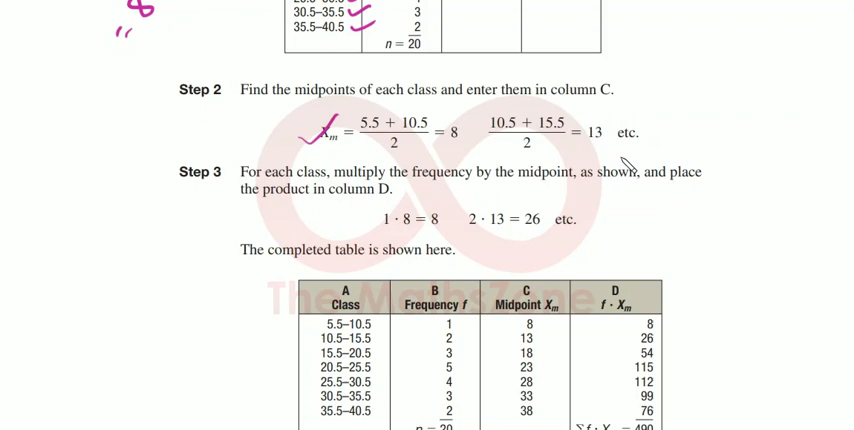 8
30.5–35.5 3
35.5–40.5 2
n = 20
Step 2 Find the midpoints of each class and enter them in column C.
Xm = (5.5 + 10.5)/2 = 8 (10.5 + 15.5)/2 = 13 etc.
Step 3 For each class, multiply the frequency by the midpoint, as shown, and place
the product in column D.
1 · 8 = 8 2 · 13 = 26 etc.
The completed table is shown here.
The MathsZone
A B C D
Class Frequency f Midpoint Xm f · Xm
5.5–10.5 1 8 8
10.5–15.5 2 13 26
15.5–20.5 3 18 54
20.5–25.5 5 23 115
25.5–30.5 4 28 112
30.5–35.5 3 33 99
35.5–40.5 2 38 76
n = 20 Σf · X = 490